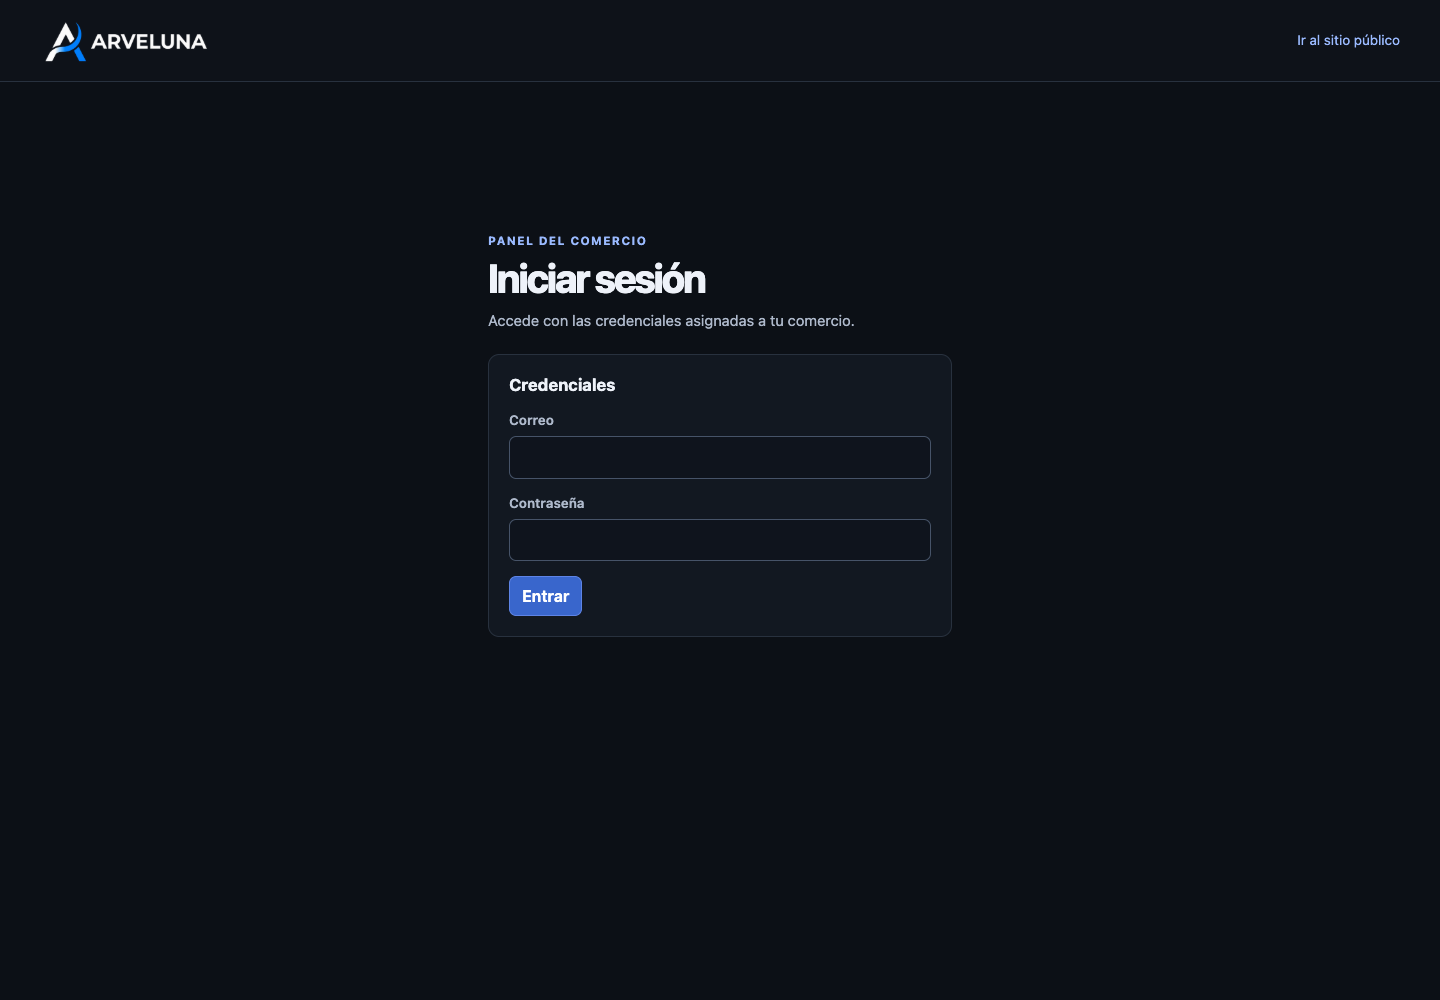 ARVELUNA
Ir al sitio público
PANEL DEL COMERCIO
Iniciar sesión
Accede con las credenciales asignadas a tu comercio.
Credenciales
Correo
Contraseña
Entrar